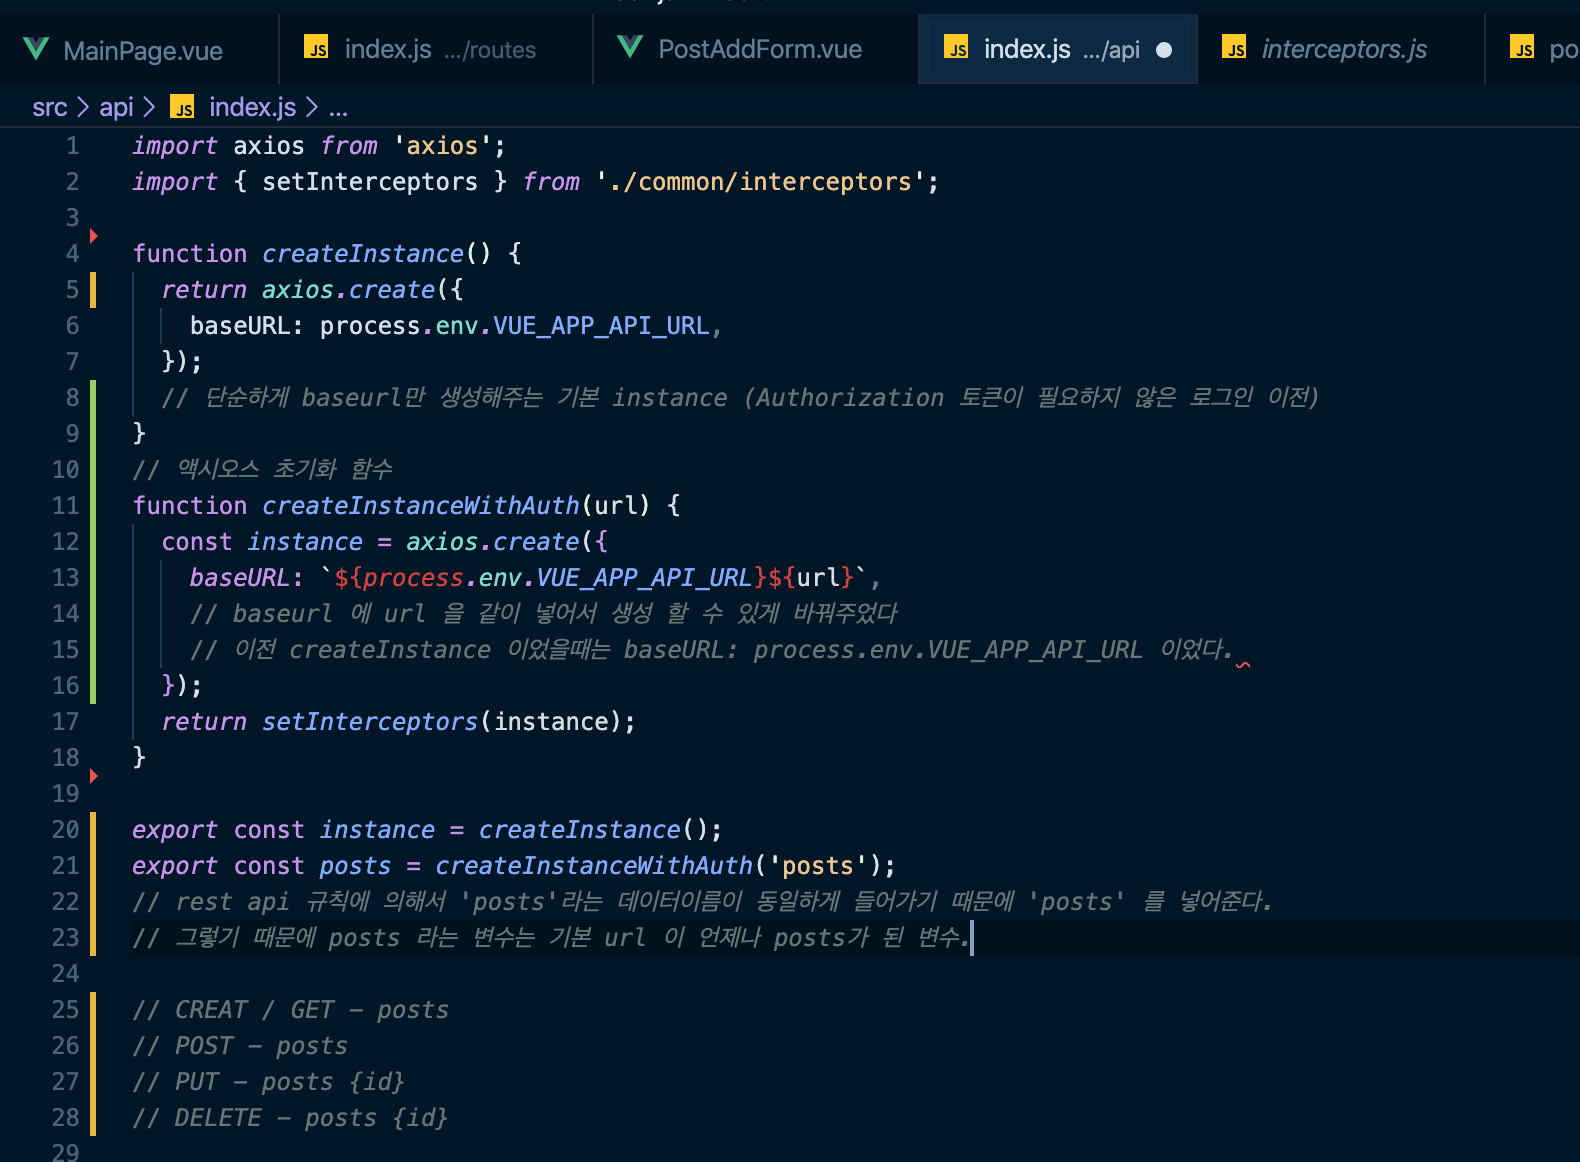 MainPage.vue
JS index.js .../routes
PostAddForm.vue
JS index.js .../api
JS interceptors.js
JS po
src > api > JS index.js > ...
1 import axios from 'axios';
2 import { setInterceptors } from './common/interceptors';
3
4 function createInstance() {
5 return axios.create({
6 baseURL: process.env.VUE_APP_API_URL,
7 });
8 // 단순하게 baseurl만 생성해주는 기본 instance (Authorization 토큰이 필요하지 않은 로그인 이전)
9 }
10 // 액시오스 초기화 함수
11 function createInstanceWithAuth(url) {
12 const instance = axios.create({
13 baseURL: `${process.env.VUE_APP_API_URL}${url}`,
14 // baseurl 에 url 을 같이 넣어서 생성 할 수 있게 바꿔주었다
15 // 이전 createInstance 이었을때는 baseURL: process.env.VUE_APP_API_URL 이었다.
16 });
17 return setInterceptors(instance);
18 }
19
20 export const instance = createInstance();
21 export const posts = createInstanceWithAuth('posts');
22 // rest api 규칙에 의해서 'posts'라는 데이터이름이 동일하게 들어가기 때문에 'posts' 를 넣어준다.
23 // 그렇기 때문에 posts 라는 변수는 기본 url 이 언제나 posts가 된 변수.
24
25 // CREAT / GET - posts
26 // POST - posts
27 // PUT - posts {id}
28 // DELETE - posts {id}
29